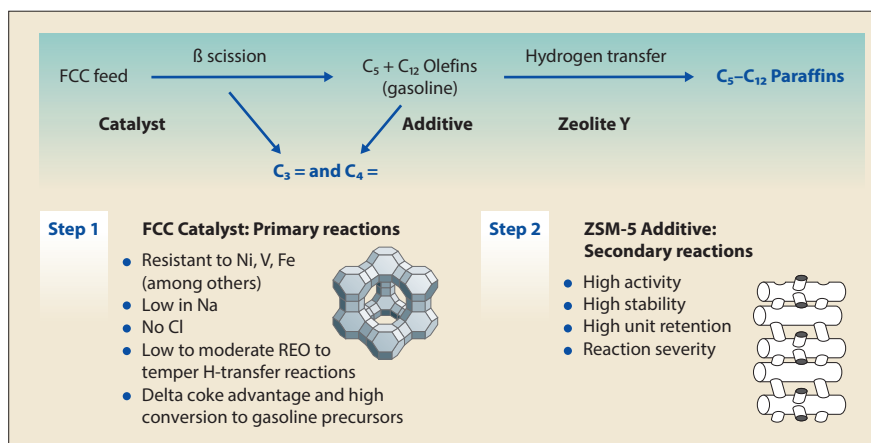 ß scission
Hydrogen transfer
FCC feed
C₅ + C₁₂ Olefins
(gasoline)
C₅–C₁₂ Paraffins
Catalyst
Additive
Zeolite Y
C₃ = and C₄ =
Step 1
FCC Catalyst: Primary reactions
• Resistant to Ni, V, Fe
(among others)
• Low in Na
• No Cl
• Low to moderate REO to
temper H-transfer reactions
• Delta coke advantage and high
conversion to gasoline precursors
Step 2
ZSM-5 Additive:
Secondary reactions
• High activity
• High stability
• High unit retention
• Reaction severity